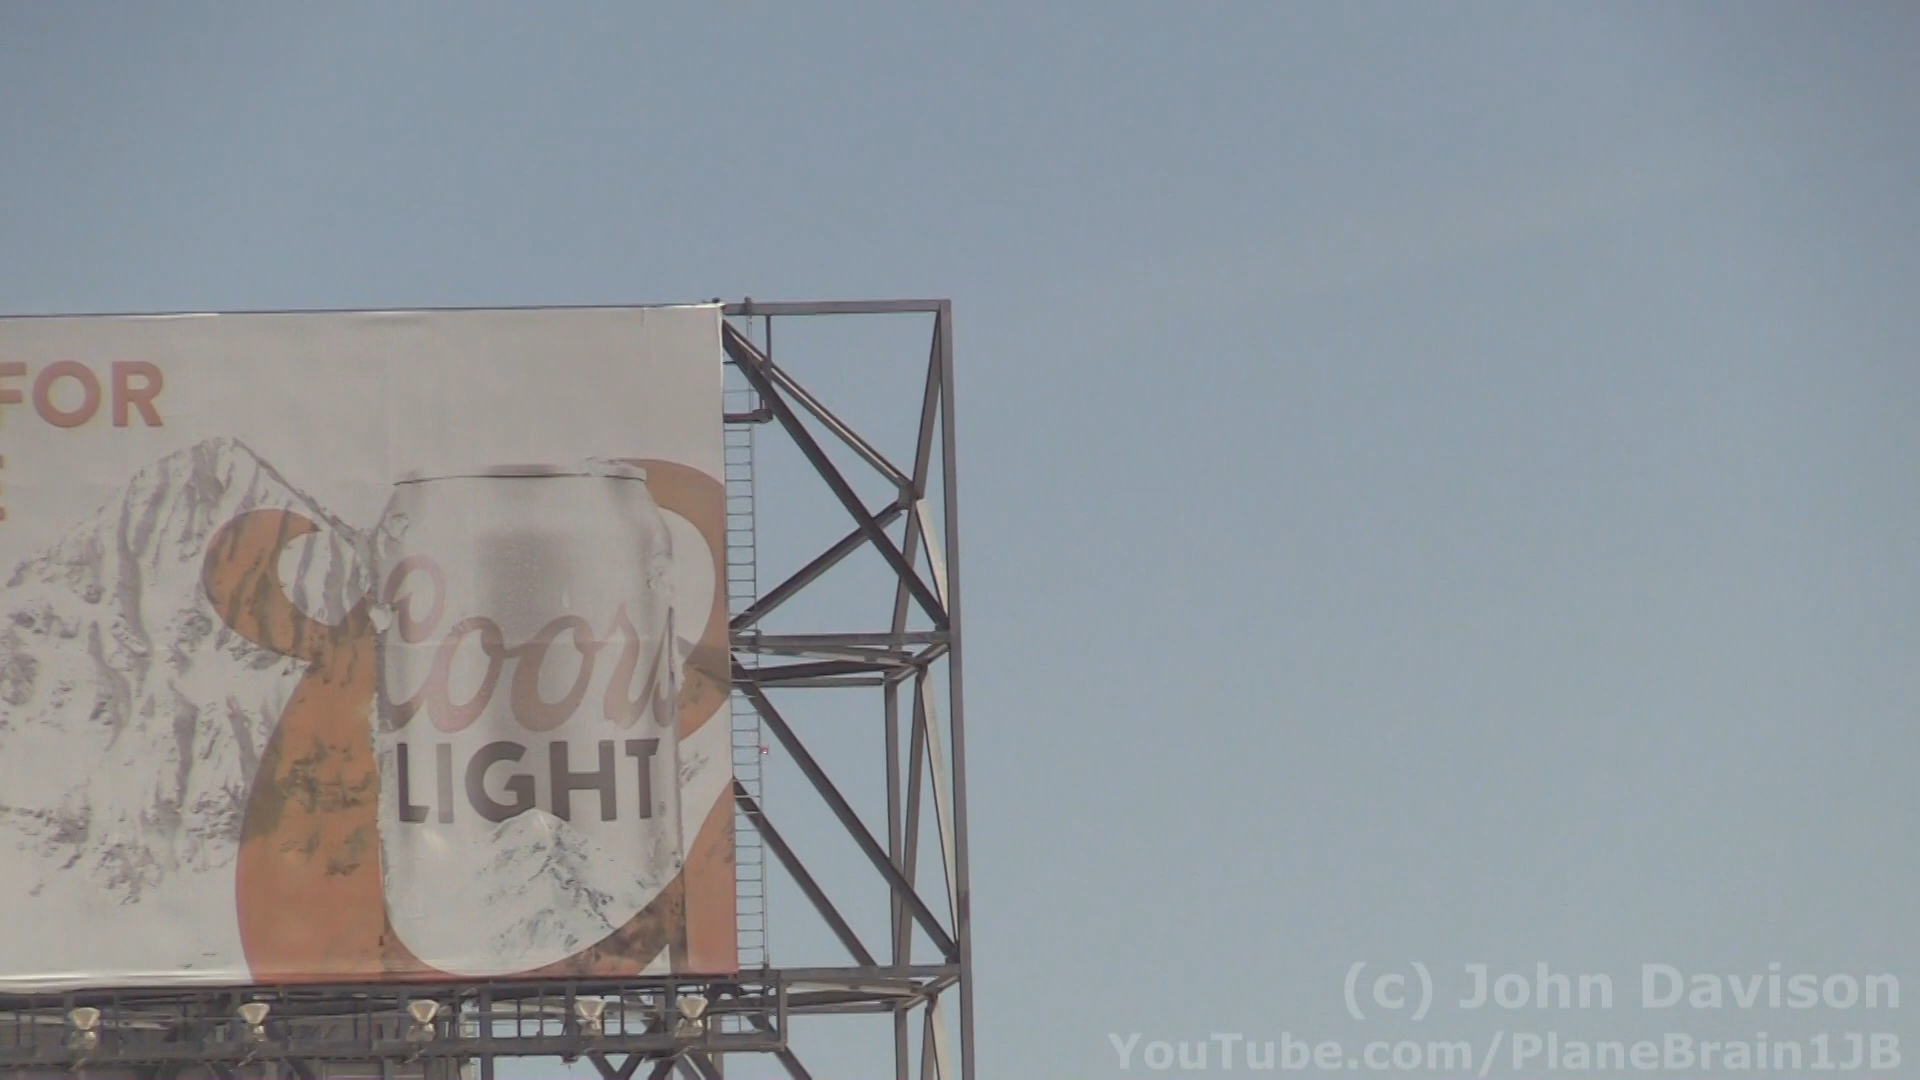 FOR
E
Coors
LIGHT
(c) John Davison
YouTube.com/PlaneBrain1JB